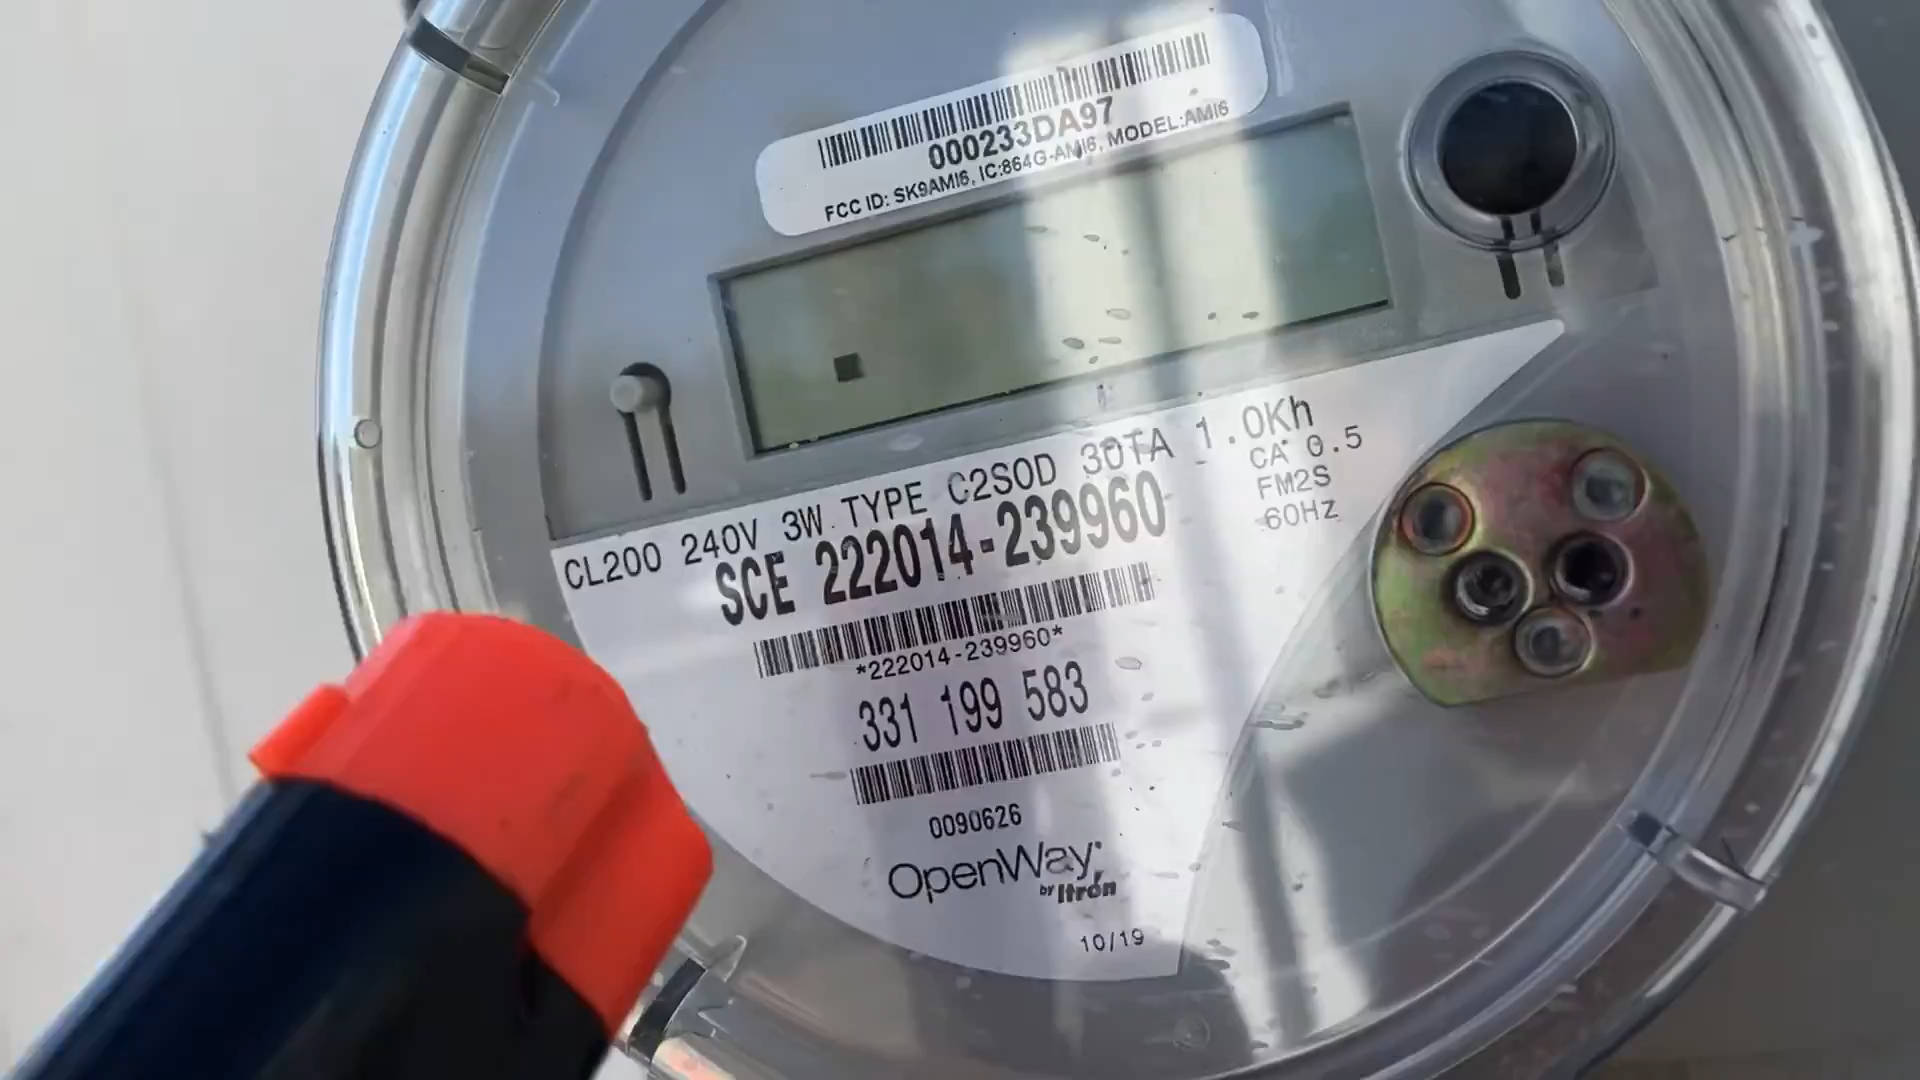 000233DA97
FCC ID: SK9AMI6, IC:864G-AMI6, MODEL:AMI6
CL200 240V 3W TYPE C2SOD 30TA 1.0Kh
CA 0.5
FM2S
60Hz
SCE 222014-239960
*222014-239960*
331 199 583
0090626
OpenWay
by Itron
10/19